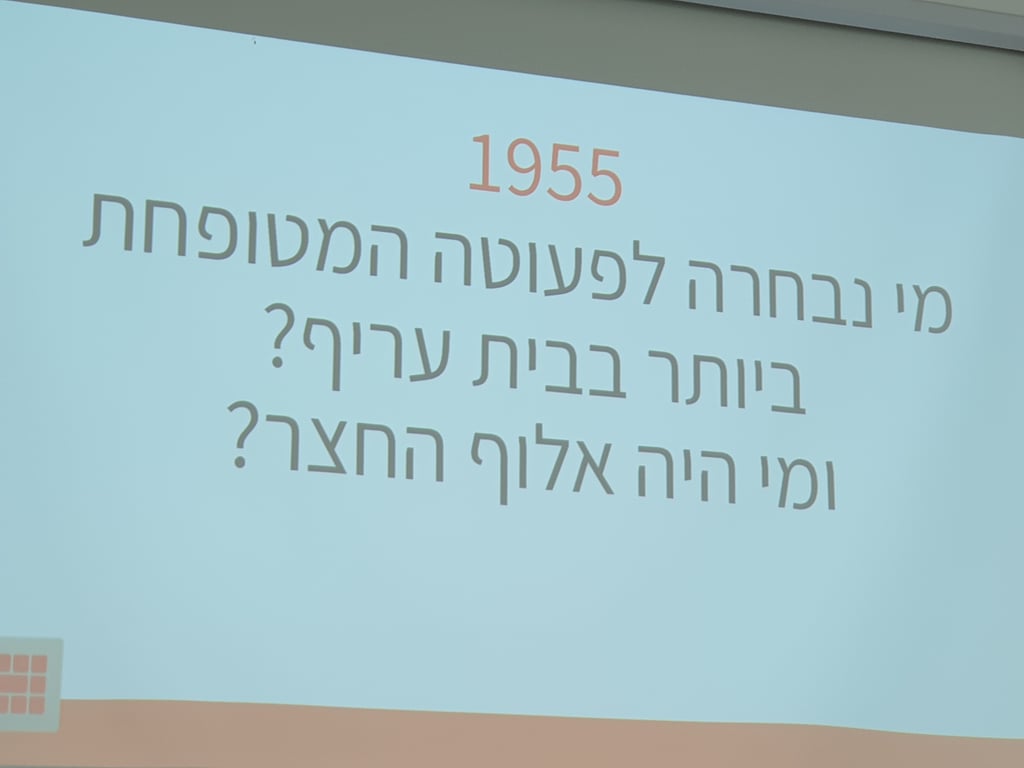 1955
מי נבחרה לפעוטה המטופחת
ביותר בבית עריף?
ומי היה אלוף החצר?